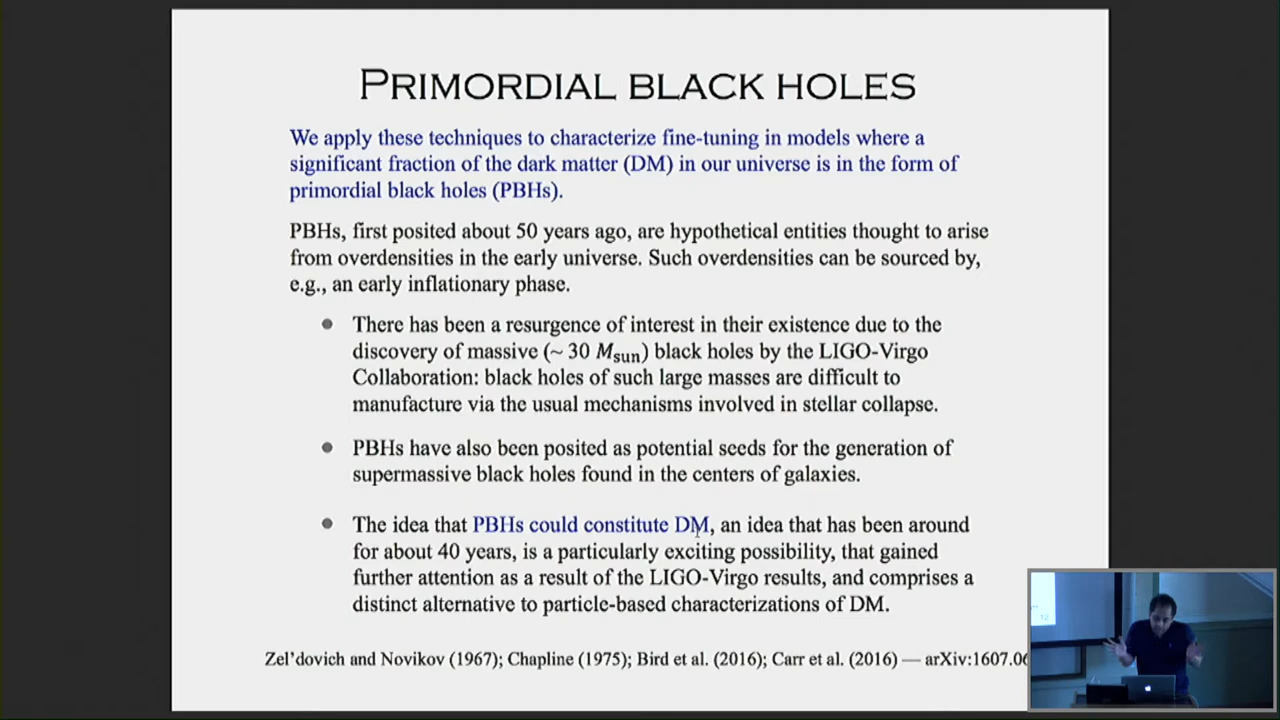 PRIMORDIAL BLACK HOLES
We apply these techniques to characterize fine-tuning in models where a
significant fraction of the dark matter (DM) in our universe is in the form of
primordial black holes (PBHs).
PBHs, first posited about 50 years ago, are hypothetical entities thought to arise
from overdensities in the early universe. Such overdensities can be sourced by,
e.g., an early inflationary phase.
● There has been a resurgence of interest in their existence due to the
discovery of massive (~ 30 Msun) black holes by the LIGO-Virgo
Collaboration: black holes of such large masses are difficult to
manufacture via the usual mechanisms involved in stellar collapse.
● PBHs have also been posited as potential seeds for the generation of
supermassive black holes found in the centers of galaxies.
● The idea that PBHs could constitute DM, an idea that has been around
for about 40 years, is a particularly exciting possibility, that gained
further attention as a result of the LIGO-Virgo results, and comprises a
distinct alternative to particle-based characterizations of DM.
Zel'dovich and Novikov (1967); Chapline (1975); Bird et al. (2016); Carr et al. (2016) — arXiv:1607.06